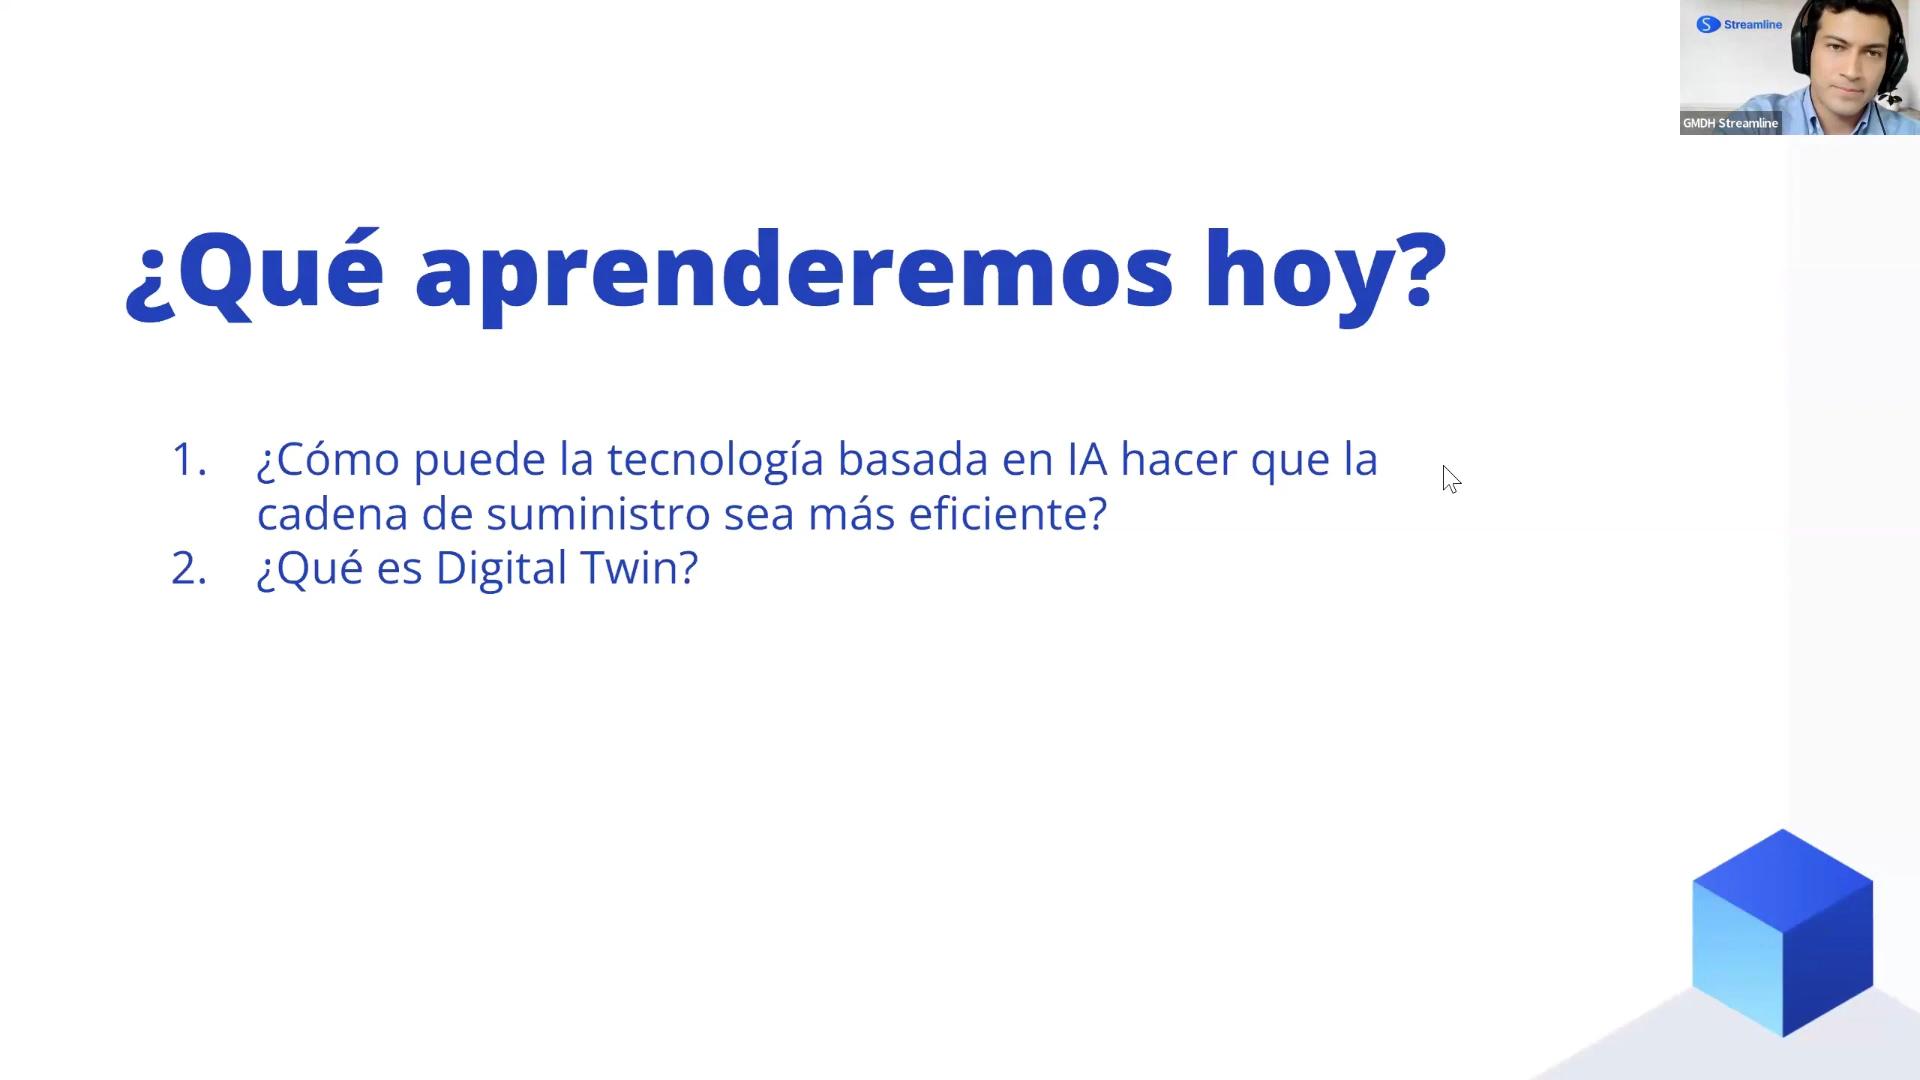 Streamline
GMDH Streamline
¿Qué aprenderemos hoy?
1. ¿Cómo puede la tecnología basada en IA hacer que la
cadena de suministro sea más eficiente?
2. ¿Qué es Digital Twin?